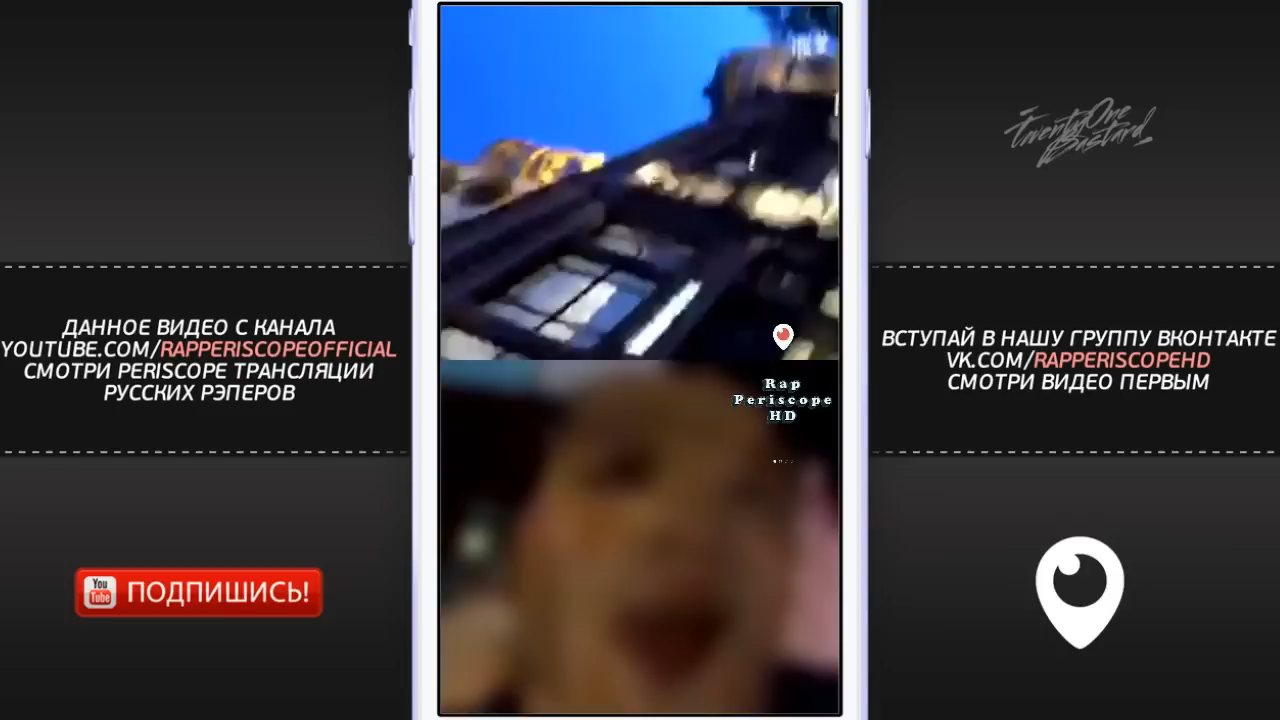 ДАННОЕ ВИДЕО С КАНАЛА
YOUTUBE.COM/RAPPERISCOPEOFFICIAL
СМОТРИ PERISCOPE ТРАНСЛЯЦИИ
РУССКИХ РЭПЕРОВ
You
Tube
ПОДПИШИСЬ!
Rap
Periscope
HD
TwentyOne
Bastard
ВСТУПАЙ В НАШУ ГРУППУ ВКОНТАКТЕ
VK.COM/RAPPERISCOPEHD
СМОТРИ ВИДЕО ПЕРВЫМ